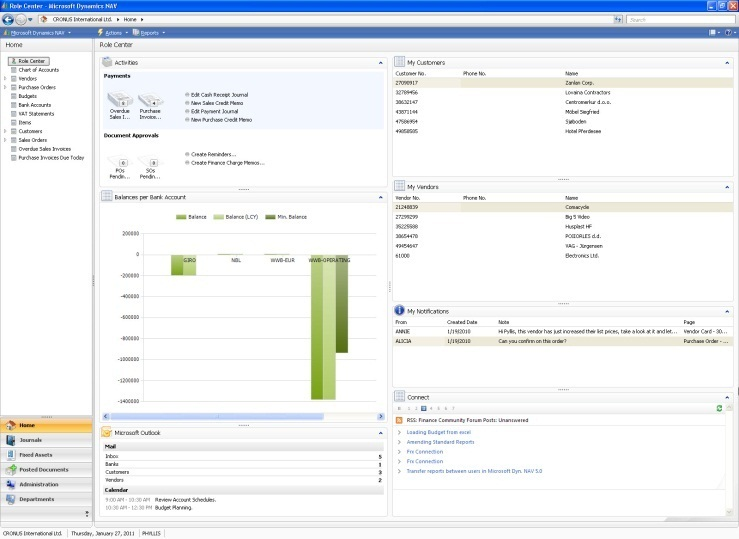 Role Center - Microsoft Dynamics NAV
CRONUS International Ltd. ▸ Home ▸
Search
Microsoft Dynamics NAV
Actions
Reports
Home
Role Center
Chart of Accounts
Vendors
Purchase Orders
Budgets
Bank Accounts
VAT Statements
Items
Customers
Sales Orders
Overdue Sales Invoices
Purchase Invoices Due Today
Home
Journals
Fixed Assets
Posted Documents
Administration
Departments
Role Center
Activities
Payments
Overdue Sales I...
Purchase Invoice...
Edit Cash Receipt Journal
New Sales Credit Memo
Edit Payment Journal
New Purchase Credit Memo
Document Approvals
0
POs Pendin...
0
SOs Pendin...
Create Reminders...
Create Finance Charge Memos...
Balances per Bank Account
Balance
Balance (LCY)
Min. Balance
200000
0
-200000
-400000
-600000
-800000
-1000000
-1200000
-1400000
GIRO
NBL
WWB-EUR
WWB-OPERATING
Microsoft Outlook
Mail
Inbox 5
Banks 1
Customers 3
Vendors 2
Calendar
9:00 AM - 10:30 AM Review Account Schedules.
10:30 AM - 12:30 PM Budget Planning.
My Customers
Customer No. Phone No. Name
27090917 Zanlan Corp.
32789456 Lovaina Contractors
38632147 Centromerkur d.o.o.
43871144 Möbel Siegfried
47586954 Sjøboden
49858585 Hotel Pferdesee
My Vendors
Vendor No. Phone No. Name
21248839 Comacycle
27299299 Big 5 Video
35225588 Husplast HF
38654478 POZIORLES d.d.
49454647 VAG - Jürgensen
61000 Electronics Ltd.
My Notifications
From Created Date Note Page
ANNIE 1/19/2010 Hi Pyllis, this vendor has just increased their list prices, take a look at it and let... Vendor Card - 30...
ALICIA 1/19/2010 Can you confirm on this order? Purchase Order - ...
Connect
1 2 3 4 5 6 7
RSS: Finance Community Forum Posts: Unanswered
Loading Budget from excel
Amending Standard Reports
Frx Connection
Frx Connection
Transfer reports between users in Microsoft Dyn. NAV 5.0
CRONUS International Ltd.
Thursday, January 27, 2011
PHYLLIS